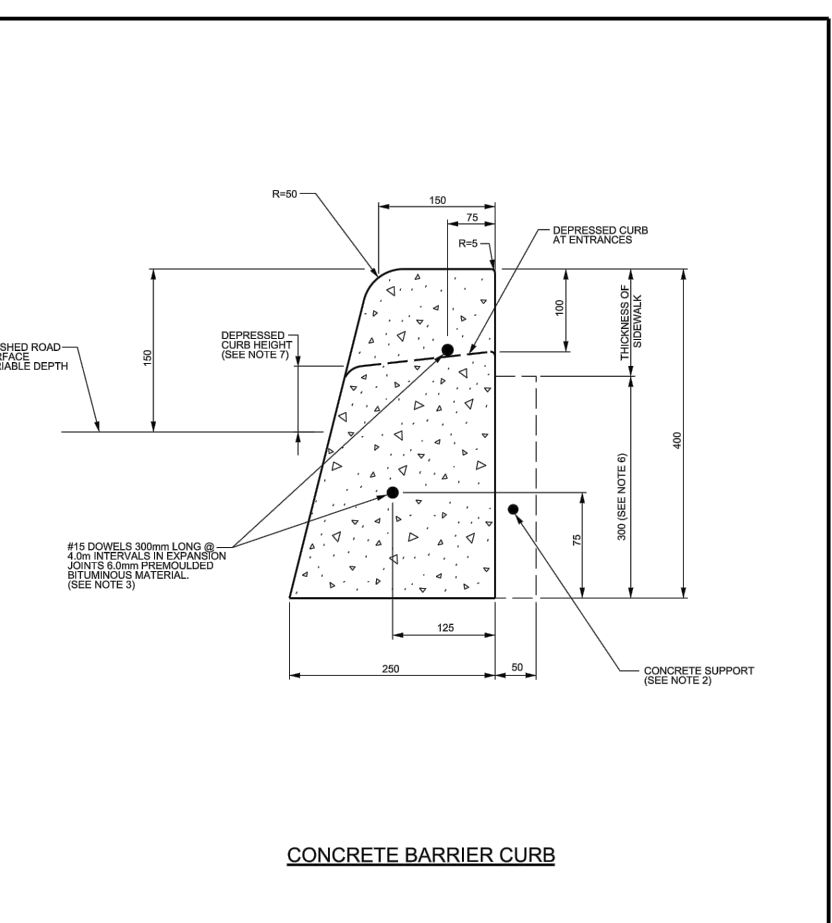 R=50
150
75
R=5
DEPRESSED CURB
AT ENTRANCES
150
DEPRESSED
CURB HEIGHT
(SEE NOTE 7)
100
THICKNESS OF
SIDEWALK
SHED ROAD
RFACE
RIABLE DEPTH
400
300 (SEE NOTE 6)
75
#15 DOWELS 300mm LONG @
4.0m INTERVALS IN EXPANSION
JOINTS 6.0mm PREMOULDED
BITUMINOUS MATERIAL.
(SEE NOTE 3)
125
250
50
CONCRETE SUPPORT
(SEE NOTE 2)
CONCRETE BARRIER CURB